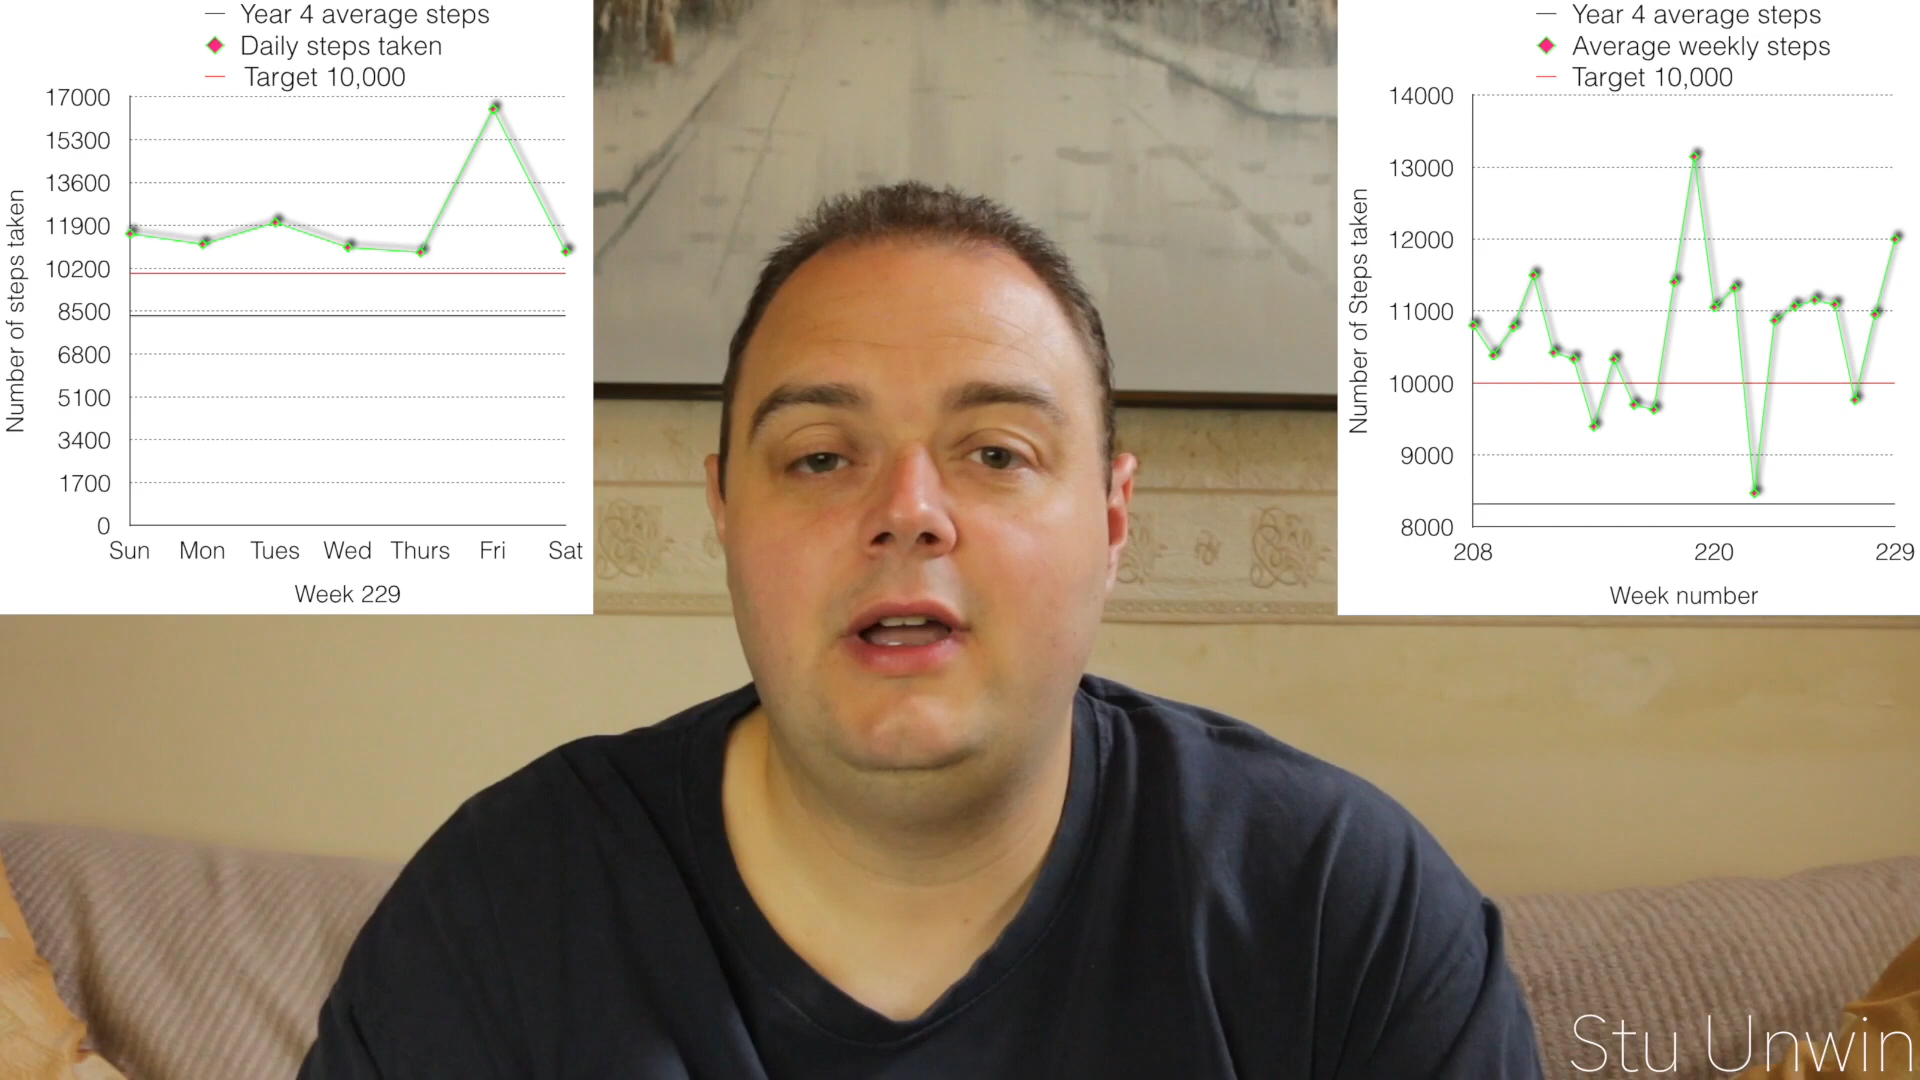 Year 4 average steps
Daily steps taken
Target 10,000
17000
15300
13600
11900
10200
8500
6800
5100
3400
1700
0
Number of steps taken
Sun Mon Tues Wed Thurs Fri Sat
Week 229
Year 4 average steps
Average weekly steps
Target 10,000
14000
13000
12000
11000
10000
9000
8000
Number of Steps taken
208 220 229
Week number
Stu Unwin